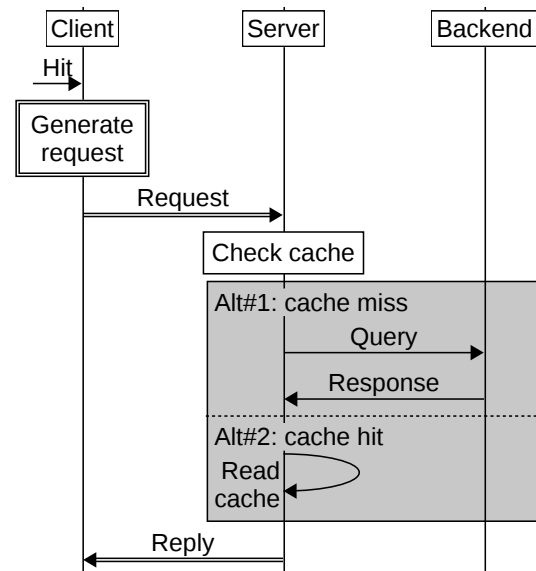 Client
Server
Backend
Hit
Generate
request
Request
Check cache
Alt#1: cache miss
Query
Response
Alt#2: cache hit
Read
cache
Reply